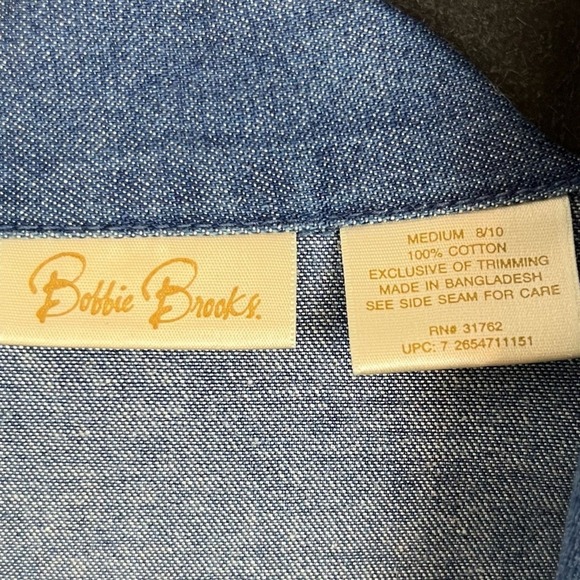 Bobbie Brooks.
MEDIUM 8/10
100% COTTON
EXCLUSIVE OF TRIMMING
MADE IN BANGLADESH
SEE SIDE SEAM FOR CARE
RN# 31762
UPC: 7 2654711151